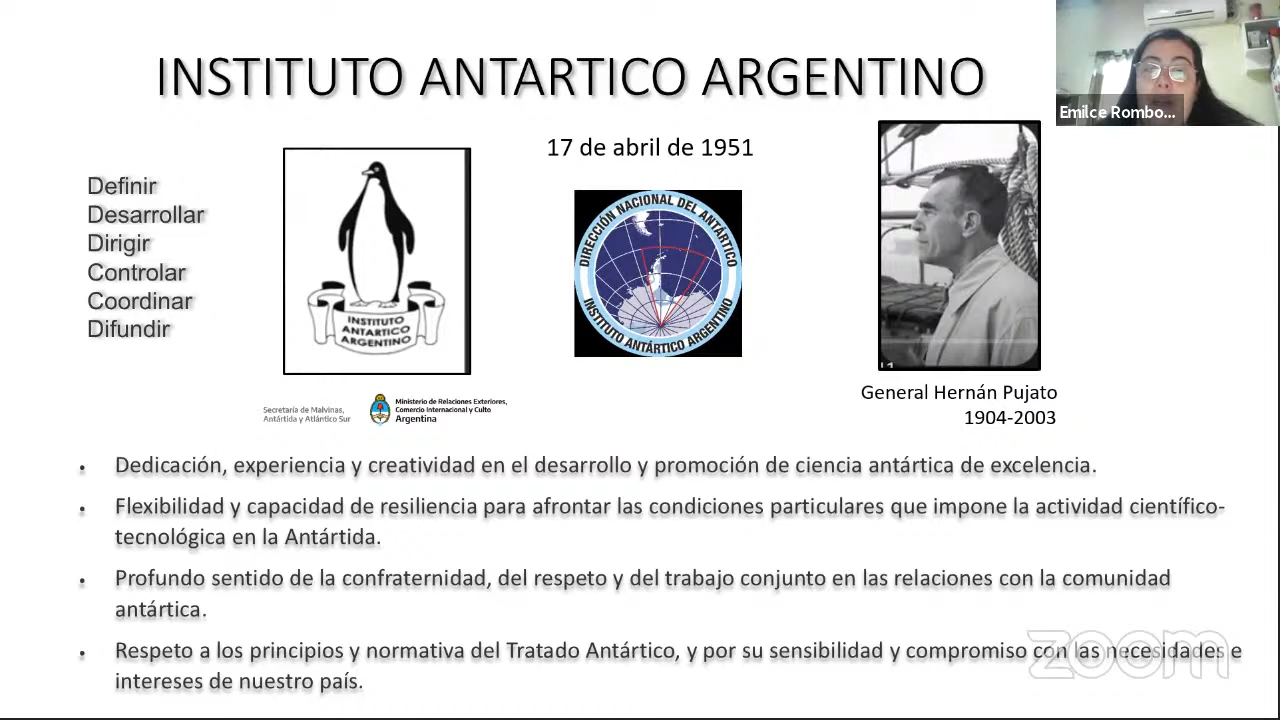 INSTITUTO ANTARTICO ARGENTINO
Emilce Rombo...
17 de abril de 1951
Definir
Desarrollar
Dirigir
Controlar
Coordinar
Difundir
INSTITUTO
ANTARTICO
ARGENTINO
DIRECCIÓN NACIONAL DEL ANTÁRTICO
INSTITUTO ANTÁRTICO ARGENTINO
General Hernán Pujato
1904-2003
Secretaría de Malvinas,
Antártida y Atlántico Sur
Ministerio de Relaciones Exteriores,
Comercio Internacional y Culto
Argentina
• Dedicación, experiencia y creatividad en el desarrollo y promoción de ciencia antártica de excelencia.
• Flexibilidad y capacidad de resiliencia para afrontar las condiciones particulares que impone la actividad científico-
tecnológica en la Antártida.
• Profundo sentido de la confraternidad, del respeto y del trabajo conjunto en las relaciones con la comunidad
antártica.
• Respeto a los principios y normativa del Tratado Antártico, y por su sensibilidad y compromiso con las necesidades e
intereses de nuestro país.
zoom